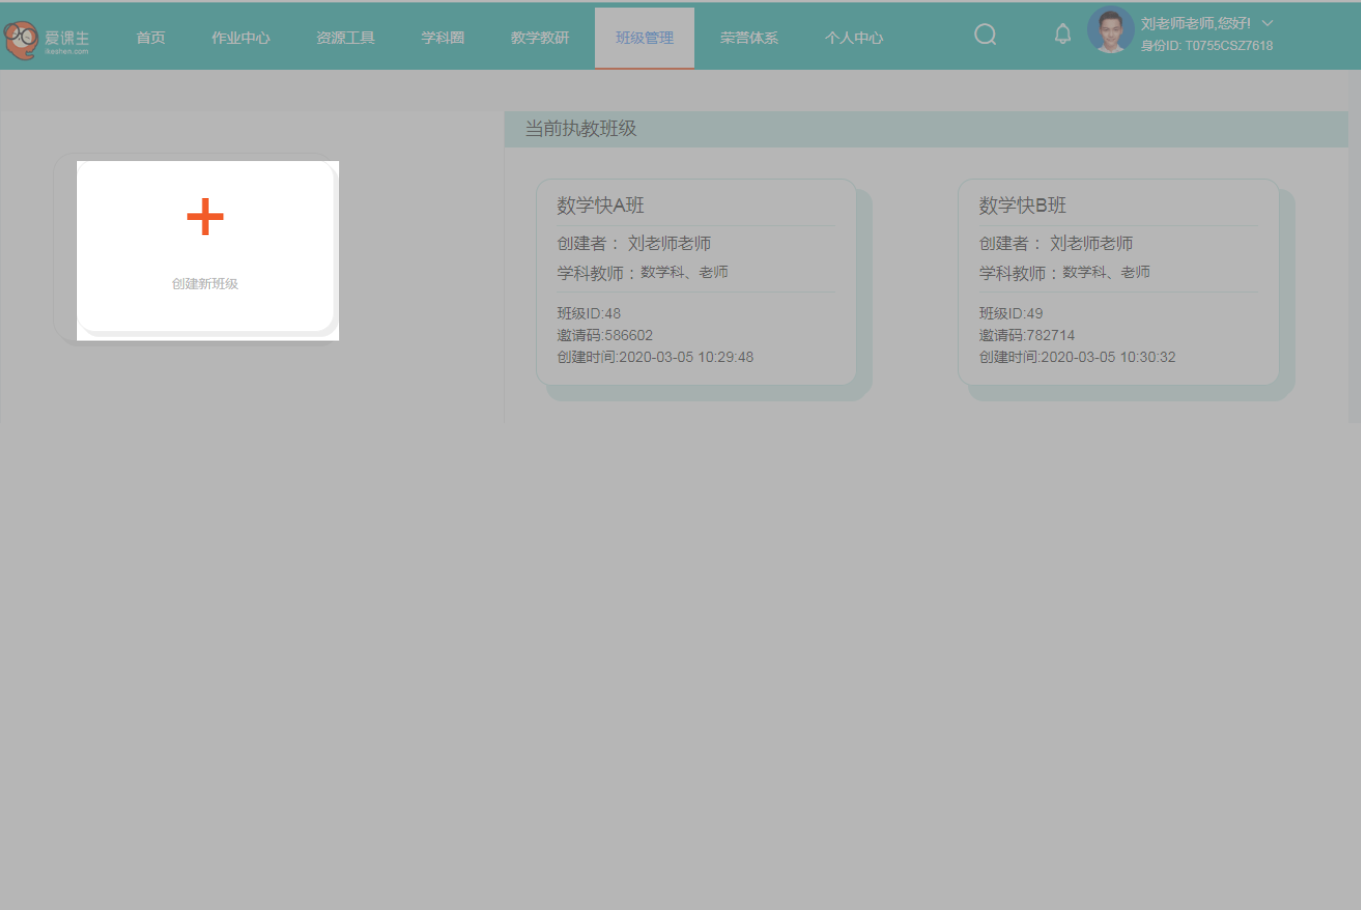 爱课生
ikeshen.com
首页
作业中心
资源工具
学科圈
教学教研
班级管理
荣誉体系
个人中心
刘老师老师,您好!
身份ID: T0755CSZ7618
创建新班级
当前执教班级
数学快A班
创建者： 刘老师老师
学科教师：数学科、老师
班级ID:48
邀请码:586602
创建时间:2020-03-05 10:29:48
数学快B班
创建者： 刘老师老师
学科教师：数学科、老师
班级ID:49
邀请码:782714
创建时间:2020-03-05 10:30:32